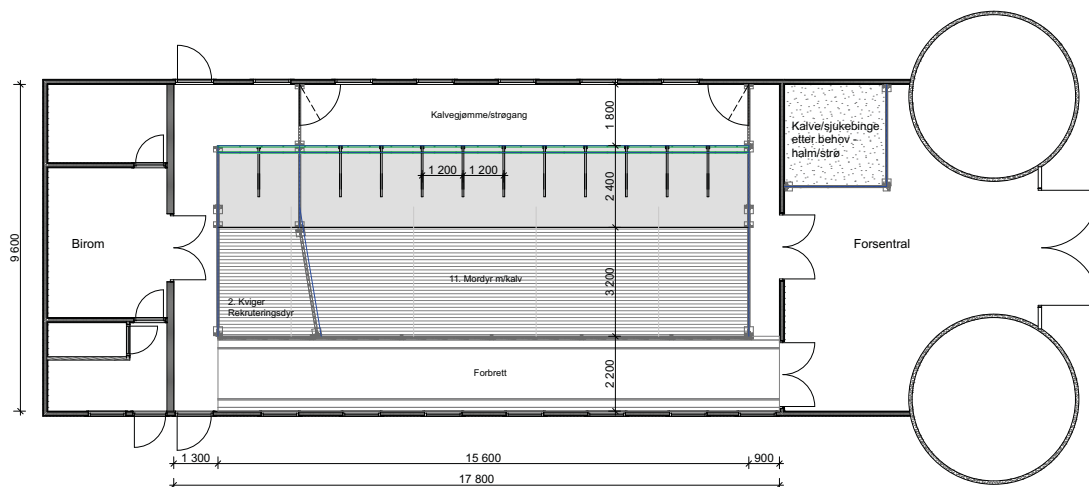 Kalvegjømme/strøgang
1 800
Kalve/sjukebinge
etter behov -
halm/strø
1 200
1 200
2 400
9 600
Birom
Forsentral
11. Mordyr m/kalv
3 200
2. Kviger
Rekruteringsdyr
Forbrett
2 200
1 300
15 600
900
17 800